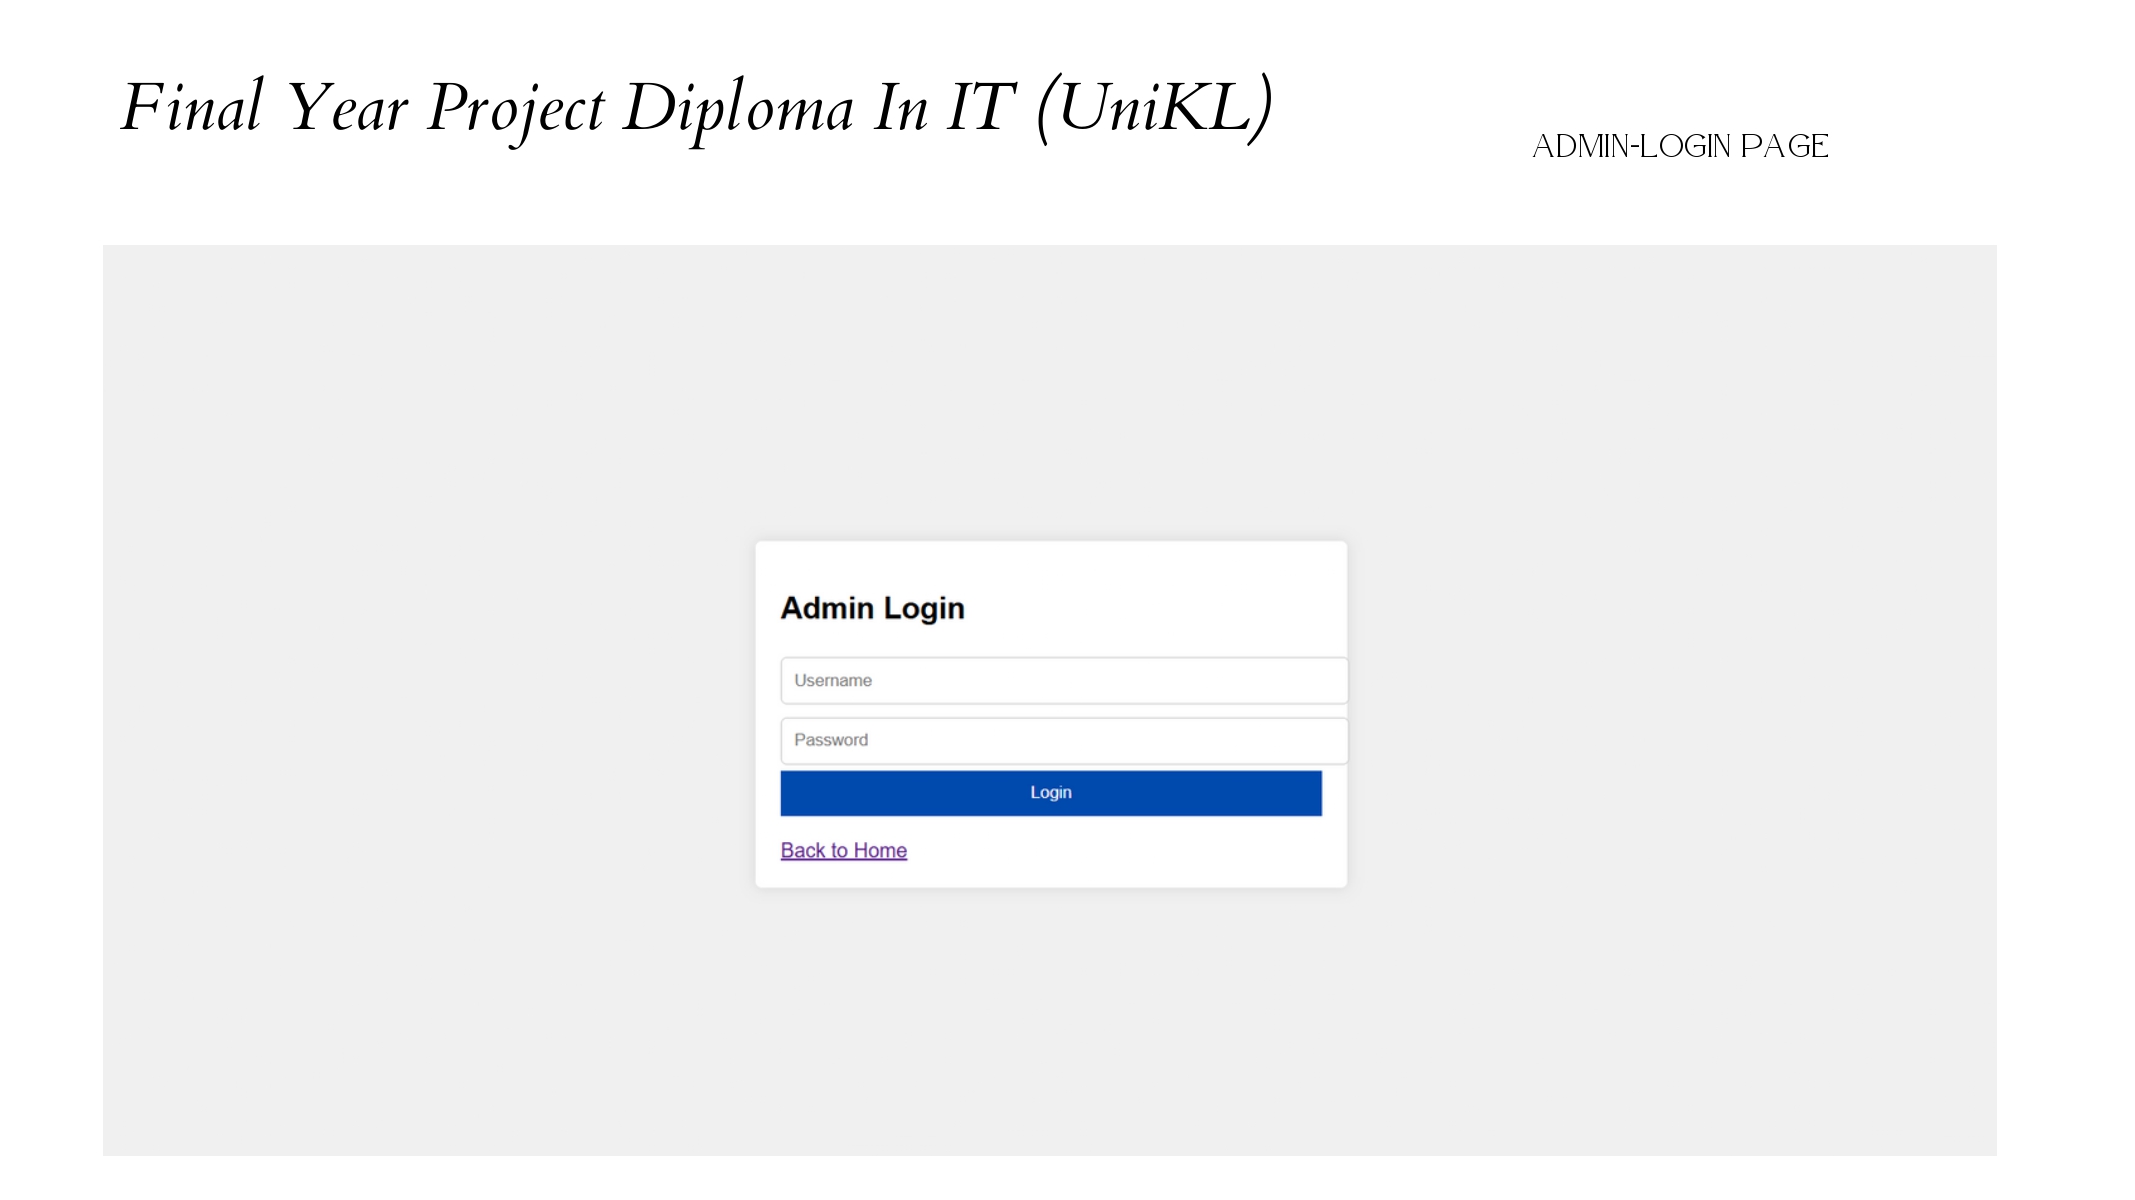 Final Year Project Diploma In IT (UniKL)
ADMIN-LOGIN PAGE
Admin Login
Username
Password
Login
Back to Home